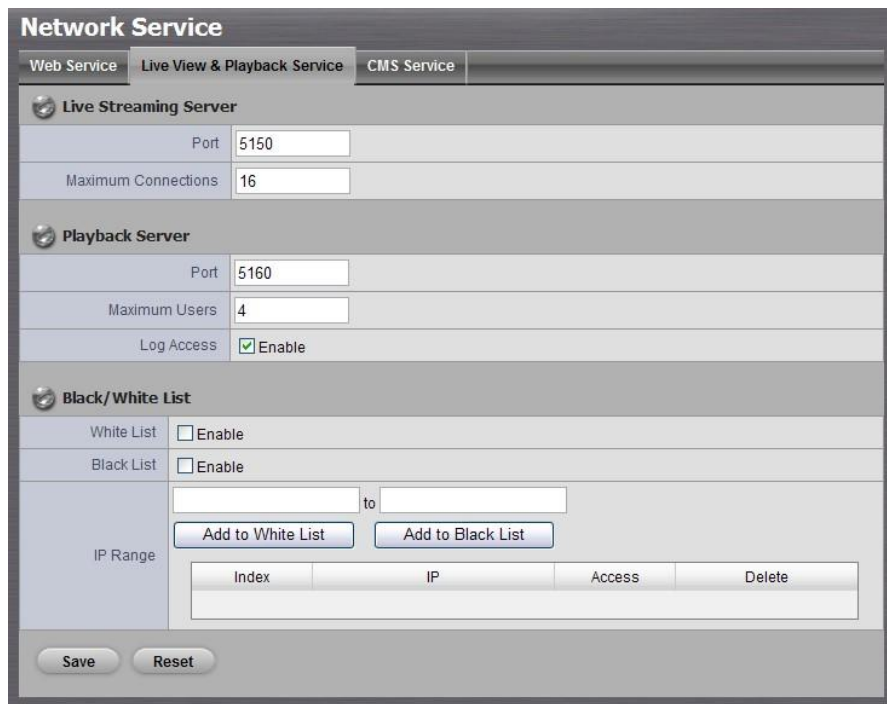 Network Service
Web Service Live View & Playback Service CMS Service
Live Streaming Server
Port 5150
Maximum Connections 16
Playback Server
Port 5160
Maximum Users 4
Log Access Enable
Black/White List
White List Enable
Black List Enable
to
Add to White List Add to Black List
IP Range
Index IP Access Delete
Save Reset